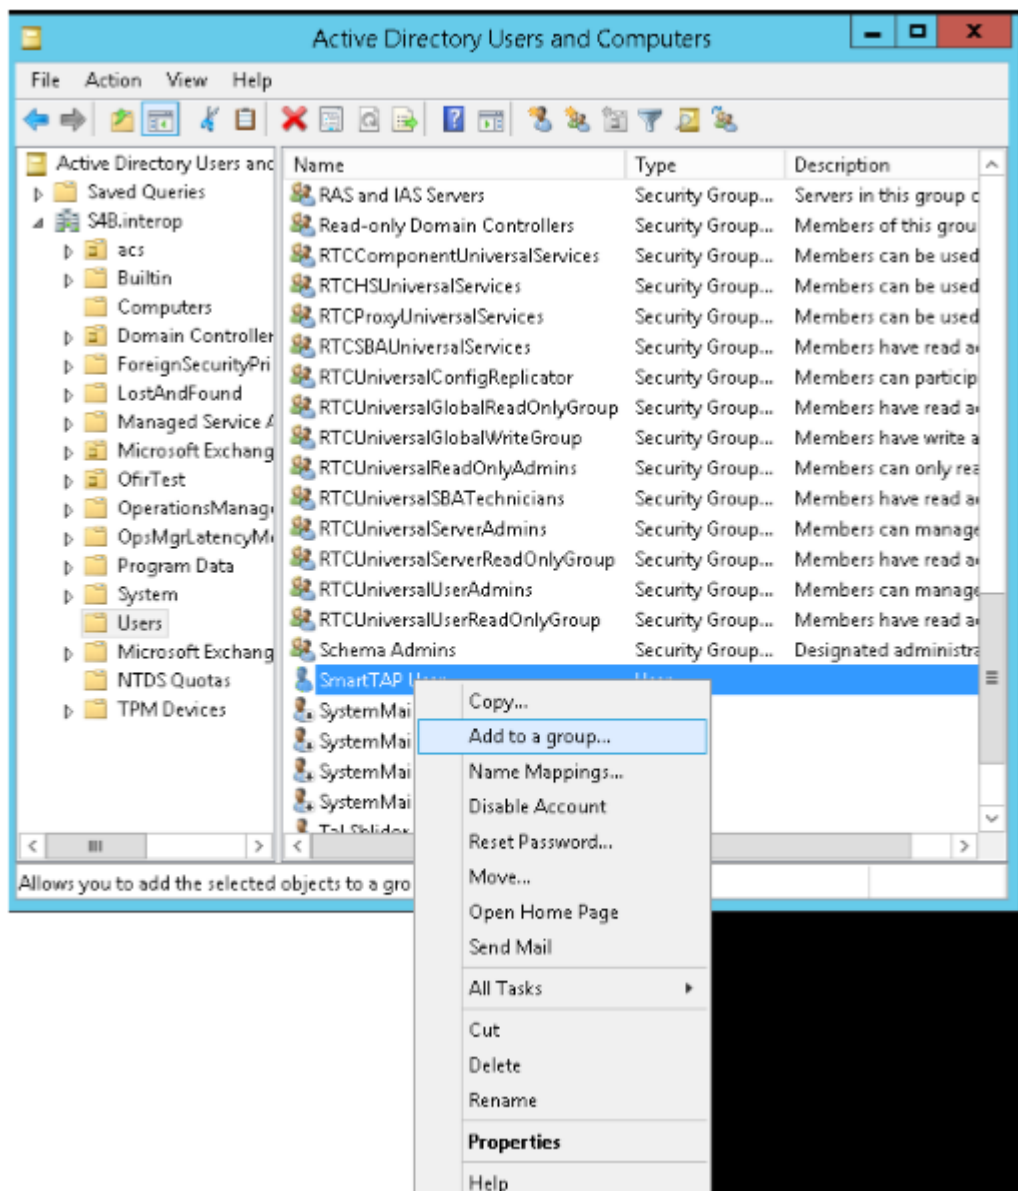 Active Directory Users and Computers
File Action View Help
Active Directory Users and
Saved Queries
S4B.interop
acs
Builtin
Computers
Domain Controller
ForeignSecurityPri
LostAndFound
Managed Service A
Microsoft Exchang
OfirTest
OperationsManag
OpsMgrLatencyM
Program Data
System
Users
Microsoft Exchang
NTDS Quotas
TPM Devices
Name Type Description
RAS and IAS Servers Security Group... Servers in this group c
Read-only Domain Controllers Security Group... Members of this grou
RTCComponentUniversalServices Security Group... Members can be used
RTCHSUniversalServices Security Group... Members can be used
RTCProxyUniversalServices Security Group... Members can be used
RTCSBAUniversalServices Security Group... Members have read a
RTCUniversalConfigReplicator Security Group... Members can particip
RTCUniversalGlobalReadOnlyGroup Security Group... Members have read a
RTCUniversalGlobalWriteGroup Security Group... Members have write a
RTCUniversalReadOnlyAdmins Security Group... Members can only rea
RTCUniversalSBATechnicians Security Group... Members have read a
RTCUniversalServerAdmins Security Group... Members can manage
RTCUniversalServerReadOnlyGroup Security Group... Members have read a
RTCUniversalUserAdmins Security Group... Members can manage
RTCUniversalUserReadOnlyGroup Security Group... Members have read a
Schema Admins Security Group... Designated administra
SmartTAP
SystemMai
SystemMai
SystemMai
SystemMai
Copy...
Add to a group...
Name Mappings...
Disable Account
Reset Password...
Move...
Open Home Page
Send Mail
All Tasks
Cut
Delete
Rename
Properties
Help
Allows you to add the selected objects to a gro